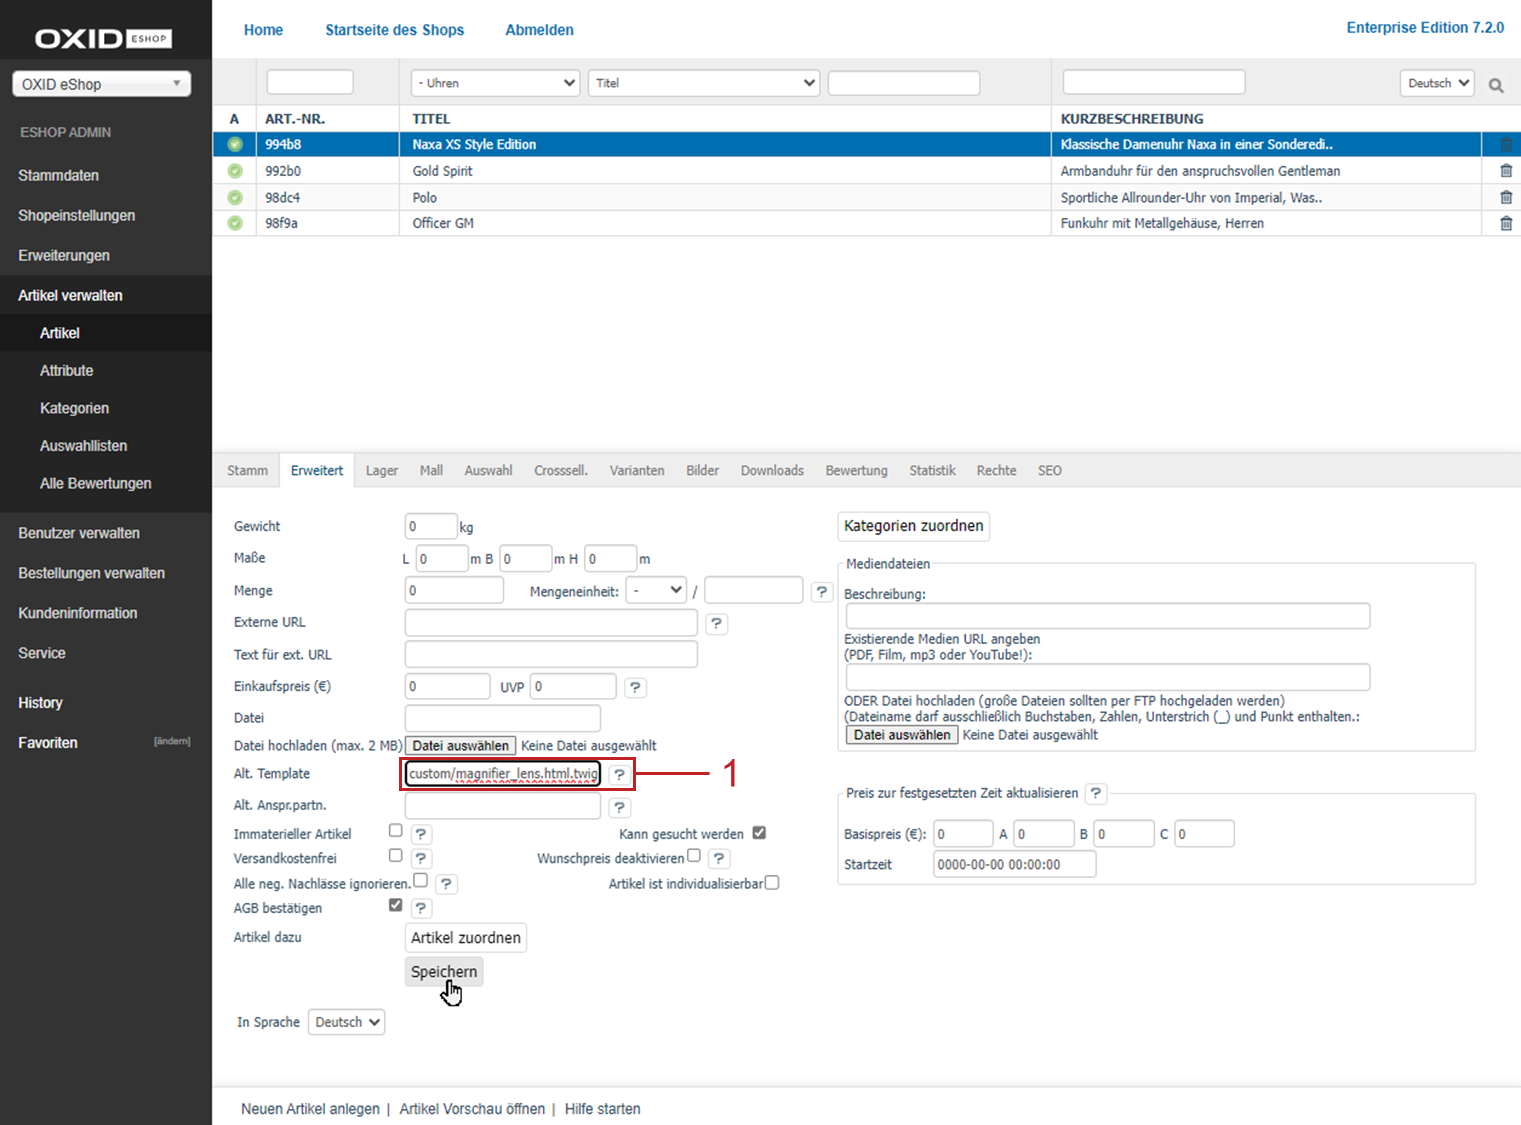 OXID ESHOP
Home Startseite des Shops Abmelden Enterprise Edition 7.2.0
OXID eShop
- Uhren Titel Deutsch
A ART.-NR. TITEL KURZBESCHREIBUNG
994b8 Naxa XS Style Edition Klassische Damenuhr Naxa in einer Sonderedi..
992b0 Gold Spirit Armbanduhr für den anspruchsvollen Gentleman
98dc4 Polo Sportliche Allrounder-Uhr von Imperial, Was..
98f9a Officer GM Funkuhr mit Metallgehäuse, Herren
ESHOP ADMIN
Stammdaten
Shopeinstellungen
Erweiterungen
Artikel verwalten
Artikel
Attribute
Kategorien
Auswahllisten
Alle Bewertungen
Benutzer verwalten
Bestellungen verwalten
Kundeninformation
Service
History
Favoriten [ändern]
Stamm Erweitert Lager Mall Auswahl Crosssell. Varianten Bilder Downloads Bewertung Statistik Rechte SEO
Gewicht 0 kg
Maße L 0 m B 0 m H 0 m
Menge 0 Mengeneinheit: - / ?
Externe URL ?
Text für ext. URL
Einkaufspreis (€) 0 UVP 0 ?
Datei
Datei hochladen (max. 2 MB) Datei auswählen Keine Datei ausgewählt
Alt. Template custom/magnifier_lens.html.twig ? 1
Alt. Anspr.partn. ?
Immaterieller Artikel ? Kann gesucht werden
Versandkostenfrei ? Wunschpreis deaktivieren ?
Alle neg. Nachlässe ignorieren. ? Artikel ist individualisierbar
AGB bestätigen ?
Artikel dazu Artikel zuordnen
Speichern
In Sprache Deutsch
Kategorien zuordnen
Mediendateien
Beschreibung:
Existierende Medien URL angeben
(PDF, Film, mp3 oder YouTube!):
ODER Datei hochladen (große Dateien sollten per FTP hochgeladen werden)
(Dateiname darf ausschließlich Buchstaben, Zahlen, Unterstrich (_) und Punkt enthalten.:
Datei auswählen Keine Datei ausgewählt
Preis zur festgesetzten Zeit aktualisieren ?
Basispreis (€): 0 A 0 B 0 C 0
Startzeit 0000-00-00 00:00:00
Neuen Artikel anlegen | Artikel Vorschau öffnen | Hilfe starten